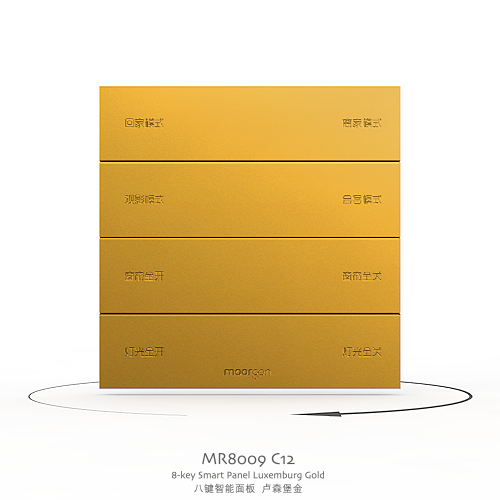 回家模式 离家模式
观影模式 会客模式
窗帘全开 窗帘全关
灯光全开 灯光全关
moorgen
MR8009 C12
8-key Smart Panel Luxemburg Gold
八键智能面板 卢森堡金